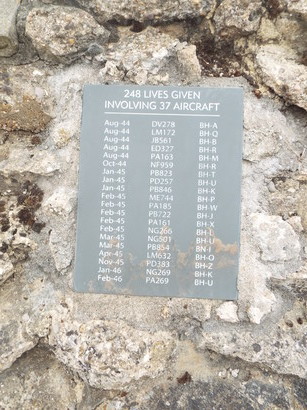 248 LIVES GIVEN
INVOLVING 37 AIRCRAFT
Aug-44 DV278 BH-A
Aug-44 LM172 BH-Q
Aug-44 JB561 BH-B
Aug-44 ED327 BH-R
Aug-44 PA163 BH-M
Oct-44 NF959 BH-R
Jan-45 PB823 BH-T
Jan-45 PD257 BH-U
Jan-45 PB846 BH-K
Feb-45 ME744 BH-P
Feb-45 PA185 BH-W
Feb-45 PB722 BH-J
Feb-45 PA161 BH-X
Feb-45 NG266
Mar-45 NG501 BH-U
Mar-45 PB854
Apr-45 LM632 BH-O
Nov-45 PD383 BH-Z
Jan-46 NG269 BH-K
Feb-46 PA269 BH-U